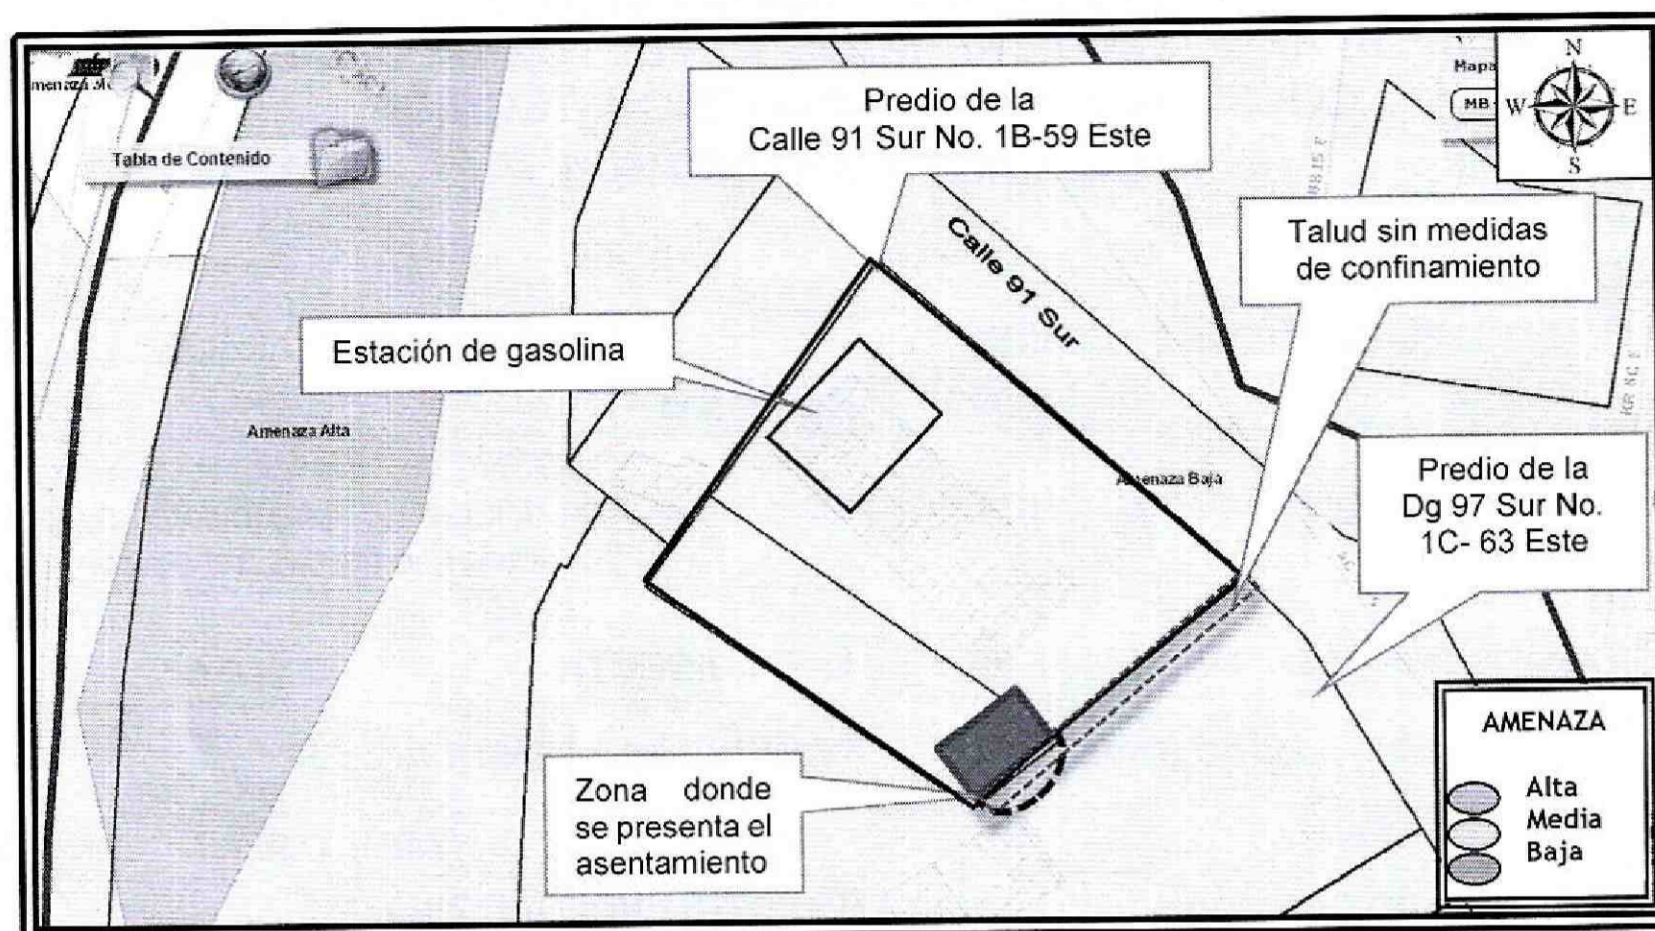 Predio de la
Calle 91 Sur No. 1B-59 Este
Mapa
MB
N
W
E
S
Tabla de Contenido
Talud sin medidas
de confinamiento
Calle 91 Sur
Estación de gasolina
Amenaza Alta
Amenaza Baja
Predio de la
Dg 97 Sur No.
1C- 63 Este
Zona donde
se presenta el
asentamiento
AMENAZA
Alta
Media
Baja